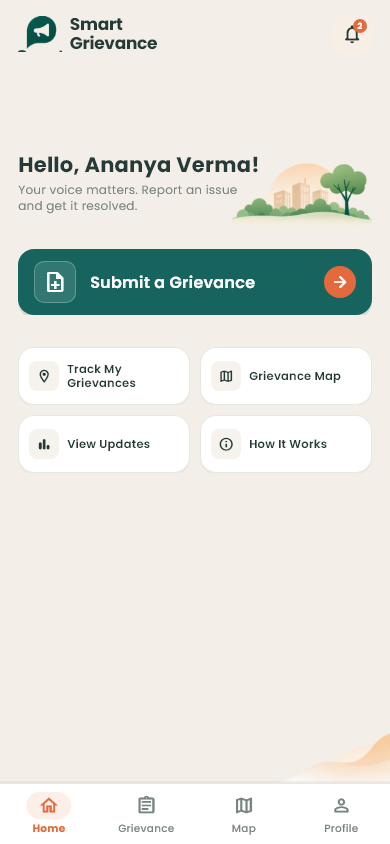 Smart
Grievance
2
Hello, Ananya Verma!
Your voice matters. Report an issue
and get it resolved.
Submit a Grievance
Track My
Grievances
Grievance Map
View Updates
How It Works
Home
Grievance
Map
Profile